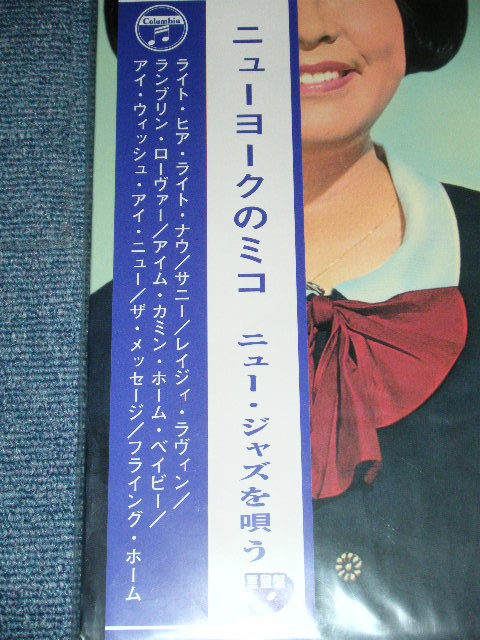 Columbia
ニューヨークのミコ ニュー・ジャズを唄う
ライト・ヒア・ライト・ナウ/サニー/レイジィ・ラヴィン/
ランブリン・ローヴァー/アイム・カミン・ホーム・ベイビー/
アイ・ウィッシュ・アイ・ニュー/ザ・メッセージ/フライング・ホーム